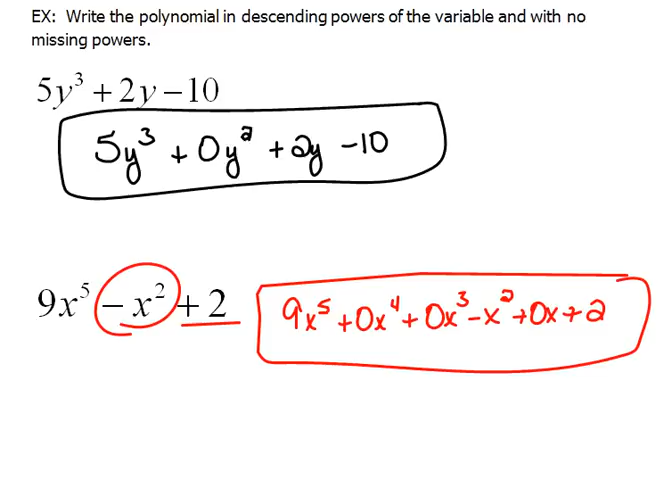 EX: Write the polynomial in descending powers of the variable and with no
missing powers.
5y³ + 2y − 10
5y³ + 0y² + 2y − 10
9x⁵ − x² + 2
9x⁵ + 0x⁴ + 0x³ − x² + 0x + 2